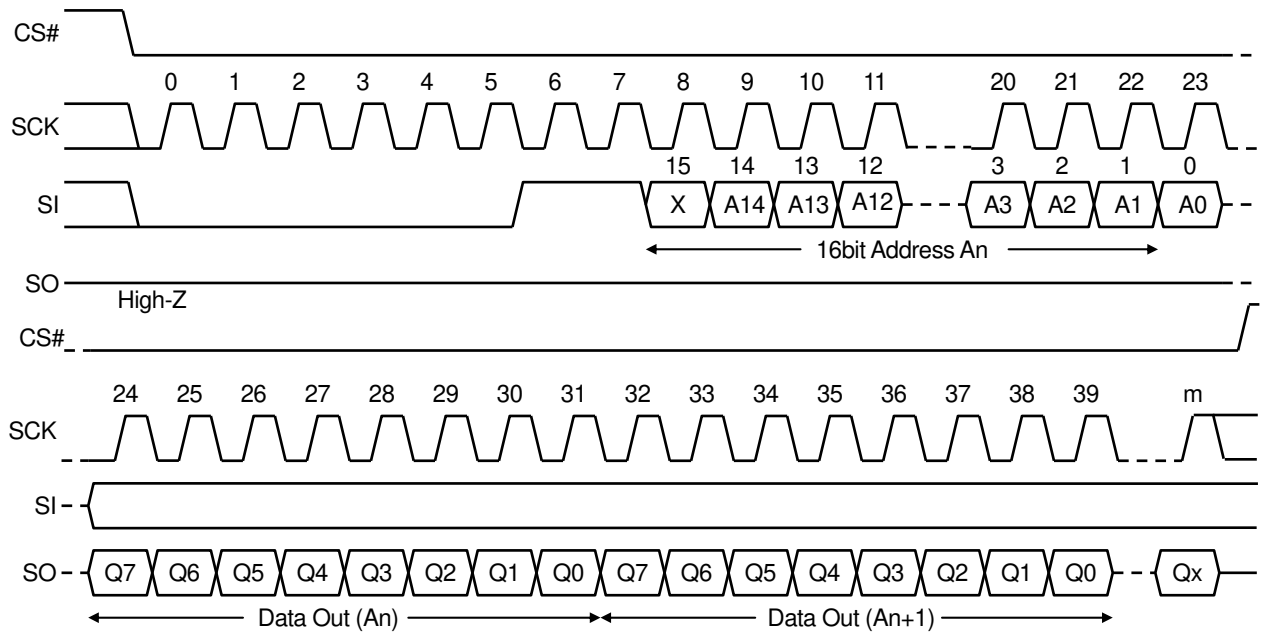 CS#
0 1 2 3 4 5 6 7 8 9 10 11 20 21 22 23
SCK
15 14 13 12 3 2 1 0
SI X A14 A13 A12 A3 A2 A1 A0
16bit Address An
SO
High-Z
CS#
24 25 26 27 28 29 30 31 32 33 34 35 36 37 38 39 m
SCK
SI
SO Q7 Q6 Q5 Q4 Q3 Q2 Q1 Q0 Q7 Q6 Q5 Q4 Q3 Q2 Q1 Q0 Qx
Data Out (An) Data Out (An+1)